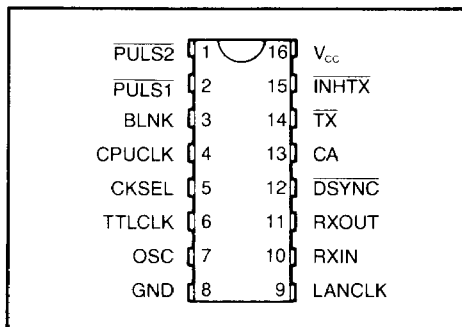 PULS2 1 16 Vcc
PULS1 2 15 INHTX
BLNK 3 14 TX
CPUCLK 4 13 CA
CKSEL 5 12 DSYNC
TTLCLK 6 11 RXOUT
OSC 7 10 RXIN
GND 8 9 LANCLK